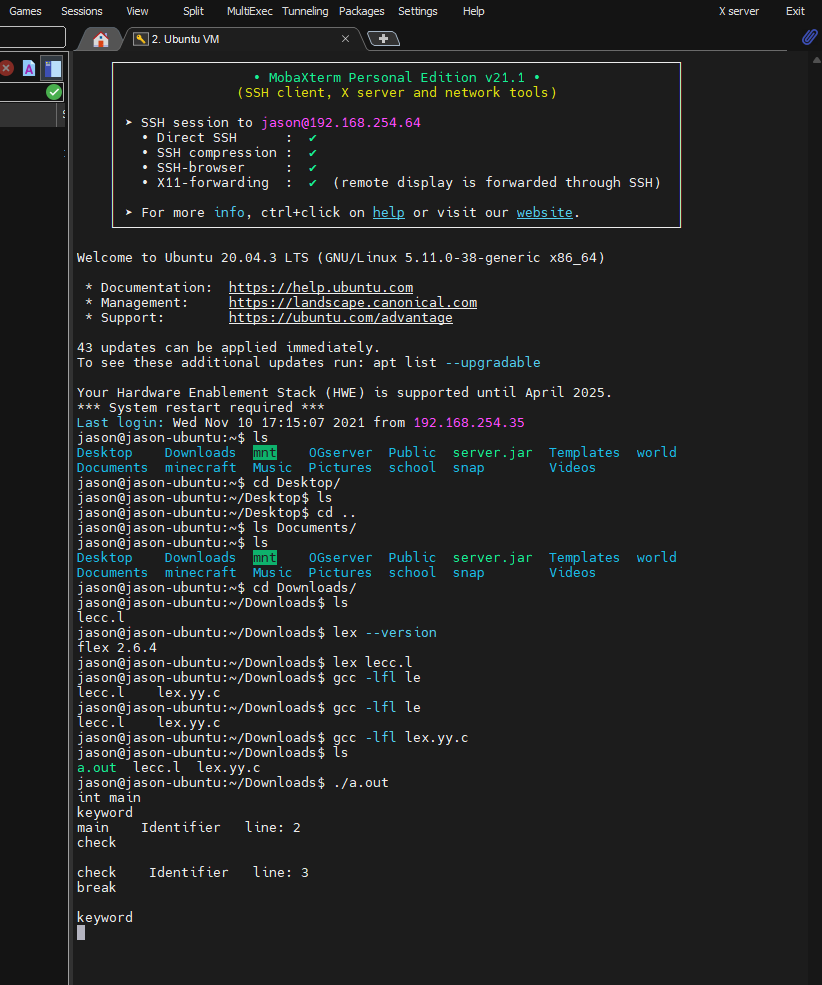 Games Sessions View Split MultiExec Tunneling Packages Settings Help X server Exit
2. Ubuntu VM
• MobaXterm Personal Edition v21.1 •
(SSH client, X server and network tools)
➤ SSH session to jason@192.168.254.64
• Direct SSH : ✔
• SSH compression : ✔
• SSH-browser : ✔
• X11-forwarding : ✔ (remote display is forwarded through SSH)
➤ For more info, ctrl+click on help or visit our website.
Welcome to Ubuntu 20.04.3 LTS (GNU/Linux 5.11.0-38-generic x86_64)
* Documentation: https://help.ubuntu.com
* Management: https://landscape.canonical.com
* Support: https://ubuntu.com/advantage
43 updates can be applied immediately.
To see these additional updates run: apt list --upgradable
Your Hardware Enablement Stack (HWE) is supported until April 2025.
*** System restart required ***
Last login: Wed Nov 10 17:15:07 2021 from 192.168.254.35
jason@jason-ubuntu:~$ ls
Desktop Downloads mnt OGserver Public server.jar Templates world
Documents minecraft Music Pictures school snap Videos
jason@jason-ubuntu:~$ cd Desktop/
jason@jason-ubuntu:~/Desktop$ ls
jason@jason-ubuntu:~/Desktop$ cd ..
jason@jason-ubuntu:~$ ls Documents/
jason@jason-ubuntu:~$ ls
Desktop Downloads mnt OGserver Public server.jar Templates world
Documents minecraft Music Pictures school snap Videos
jason@jason-ubuntu:~$ cd Downloads/
jason@jason-ubuntu:~/Downloads$ ls
lecc.l
jason@jason-ubuntu:~/Downloads$ lex --version
flex 2.6.4
jason@jason-ubuntu:~/Downloads$ lex lecc.l
jason@jason-ubuntu:~/Downloads$ gcc -lfl le
lecc.l lex.yy.c
jason@jason-ubuntu:~/Downloads$ gcc -lfl le
lecc.l lex.yy.c
jason@jason-ubuntu:~/Downloads$ gcc -lfl lex.yy.c
jason@jason-ubuntu:~/Downloads$ ls
a.out lecc.l lex.yy.c
jason@jason-ubuntu:~/Downloads$ ./a.out
int main
keyword
main Identifier line: 2
check
check Identifier line: 3
break
keyword